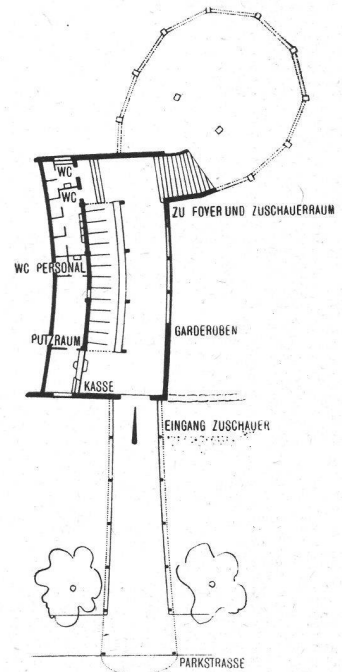 WC
WC
ZU FOYER UND ZUSCHAUERRAUM
WC PERSONAL
GARDEROBEN
PUTZRAUM
KASSE
EINGANG ZUSCHAUER
PARKSTRASSE